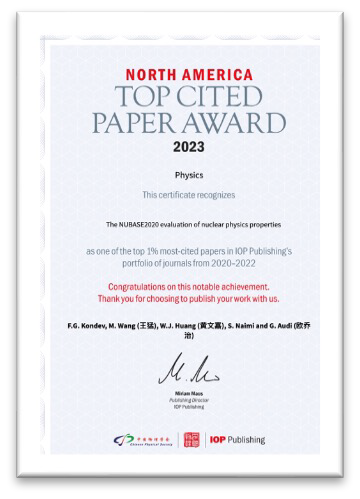 NORTH AMERICA
TOP CITED
PAPER AWARD
2023
Physics
This certificate recognizes
The NUBASE2020 evaluation of nuclear physics properties
as one of the top 1% most-cited papers in IOP Publishing's
portfolio of journals from 2020–2022
Congratulations on this notable achievement.
Thank you for choosing to publish your work with us.
F.G. Kondev, M. Wang (王猛), W.J. Huang (黄文嘉), S. Naimi and G. Audi (欧乔
治)
Miriam Maus
Publishing Director
IOP Publishing
中国物理学会
Chinese Physical Society
IOP Publishing